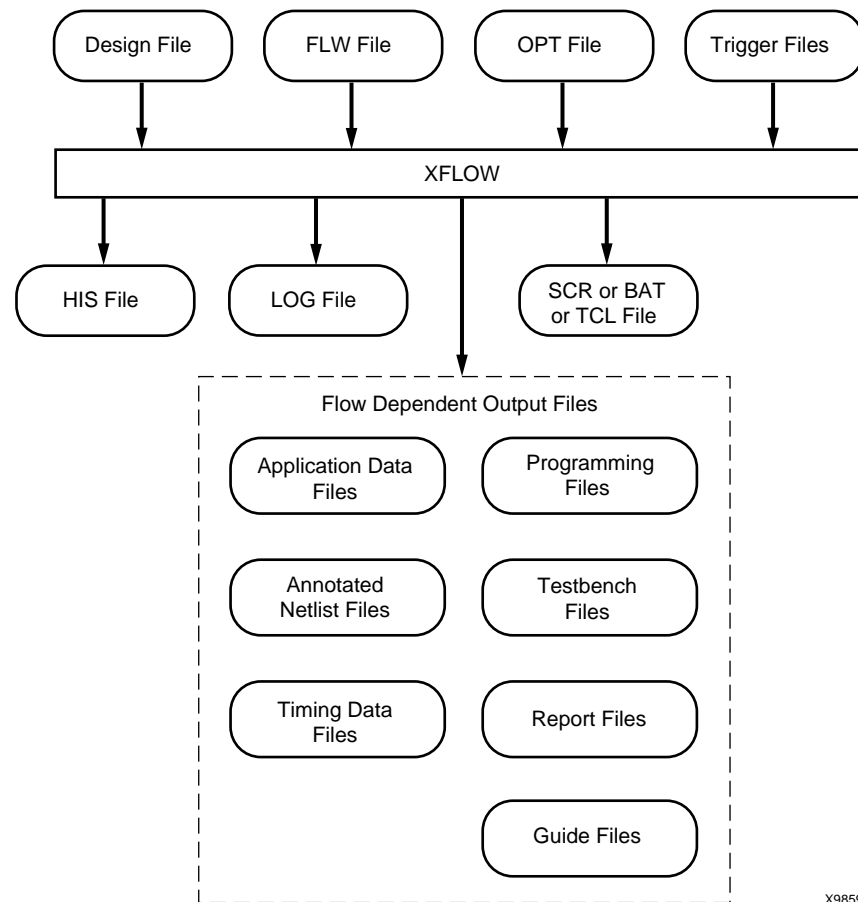 Design File
FLW File
OPT File
Trigger Files
XFLOW
HIS File
LOG File
SCR or BAT
or TCL File
Flow Dependent Output Files
Application Data
Files
Programming
Files
Annotated
Netlist Files
Testbench
Files
Timing Data
Files
Report Files
Guide Files
X9859